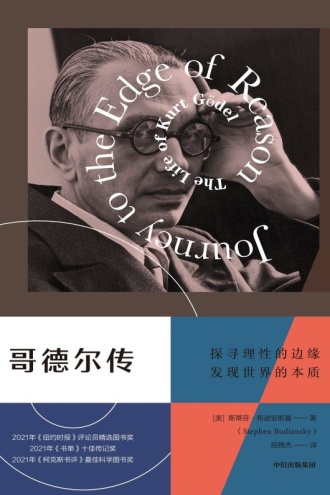 Journey to the Edge of Reason
The Life of Kurt Gödel
哥德尔传
探寻理性的边缘
发现世界的本质
[美] 斯蒂芬·布迪安斯基——著
(Stephen Budiansky)
祝锦杰——译
2021年《纽约时报》评论员精选图书奖
2021年《书单》十佳传记奖
2021年《柯克斯书评》最佳科学图书奖
中信出版集团